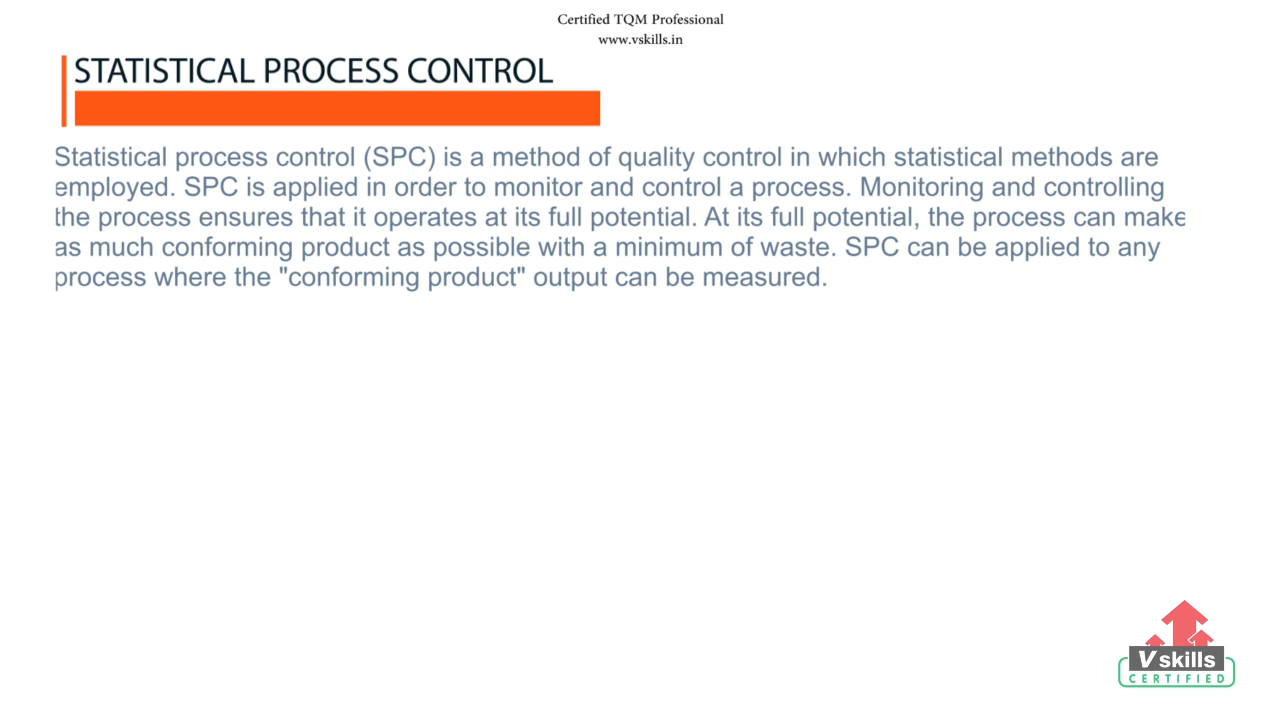 Certified TQM Professional
www.vskills.in
STATISTICAL PROCESS CONTROL
Statistical process control (SPC) is a method of quality control in which statistical methods are
employed. SPC is applied in order to monitor and control a process. Monitoring and controlling
the process ensures that it operates at its full potential. At its full potential, the process can make
as much conforming product as possible with a minimum of waste. SPC can be applied to any
process where the "conforming product" output can be measured.
Vskills
CERTIFIED